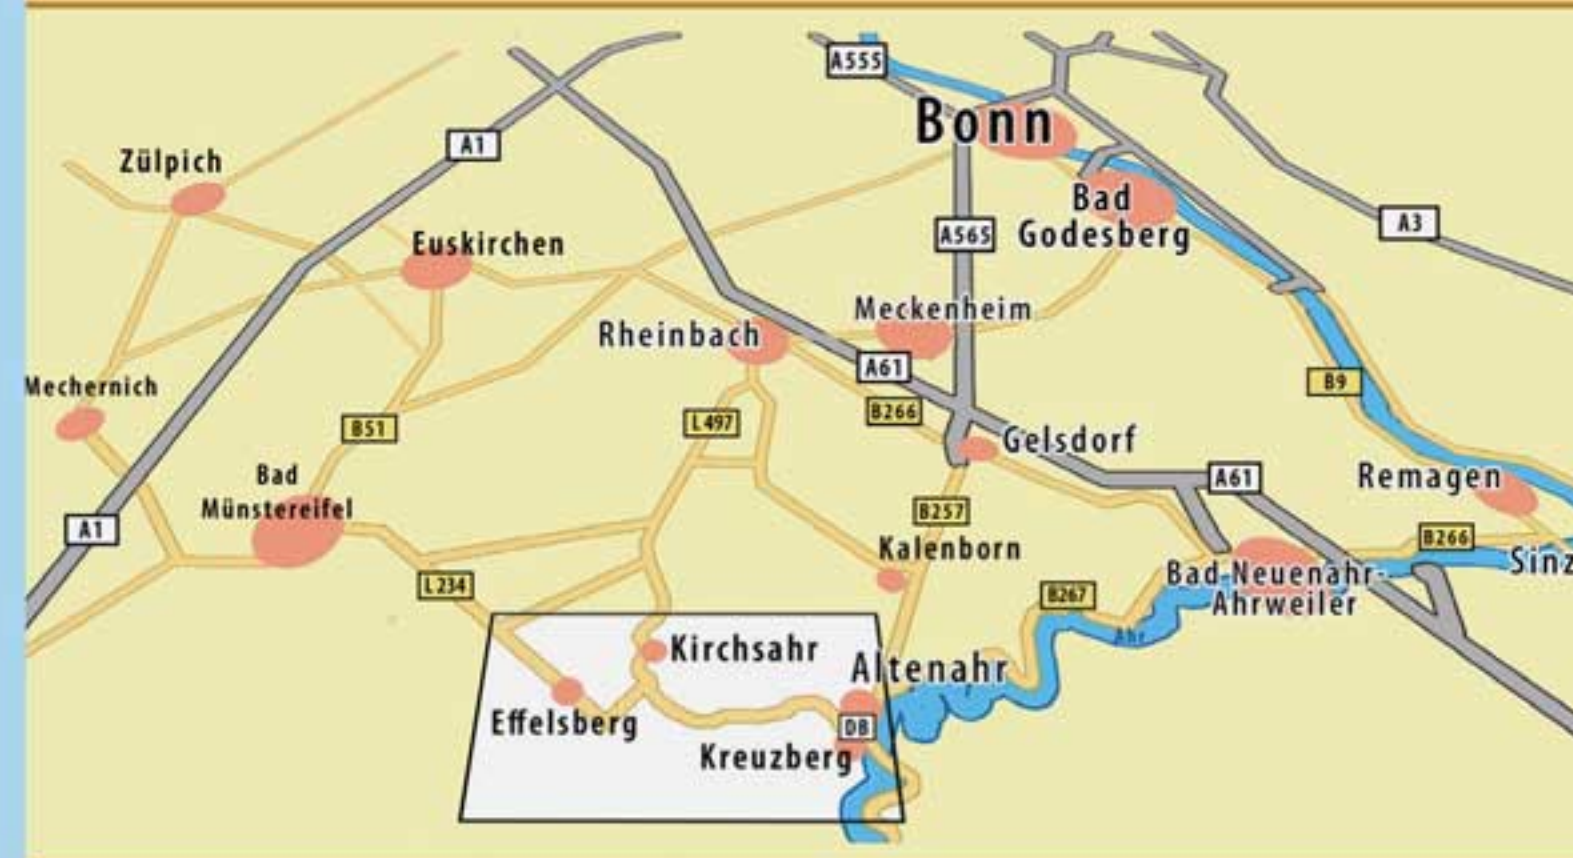 A555
Bonn
A1
Zülpich
Bad
Godesberg
A565
A3
Euskirchen
Meckenheim
Rheinbach
A61
B9
Mechernich
B266
L497
B51
Gelsdorf
Bad
Münstereifel
A61
Remagen
A1
B257
B266
Kalenborn
Sinz
L234
B267
Bad Neuenahr-
Ahrweiler
Ahr
Kirchsahr
Altenahr
Effelsberg
DB
Kreuzberg